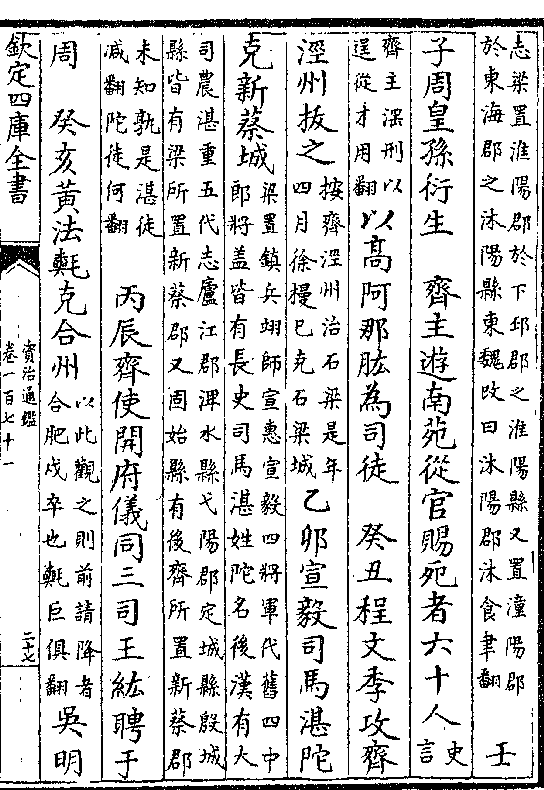 志梁置淮陽郡於下邳郡之淮陽縣又置潼陽郡
於東海郡之沭陽縣東魏改曰沭陽郡沭食聿翻
壬
子周皇孫衍生　齊主遊南苑從官賜死者六十人
史
言
齊主淫刑以
逞從才用翻
以高阿那肱為司徒　癸丑程文季攻齊
涇州拔之
按齊涇州治石梁是年
四月徐槾已克石梁城
乙卯宣毅司馬湛陀
克新蔡城
梁置鎮兵翊師宣惠宣毅四將軍代舊四中
郎將蓋皆有長史司馬湛姓陀名後漢有大
司農湛重五代志廬江郡渒水縣弋陽郡定城縣殷城
縣皆有梁所置新蔡郡又固始縣有後齊所置新蔡郡
未知孰是湛徒
減翻陀徒何翻
丙辰齊使開府儀同三司王紘聘于
周　癸亥黃法𣰋克合州
以此觀之則前請降者
合肥戍卒也𣰋巨俱翻
吳明
欽定四庫全書
資治通鑑
卷一百七十一
二十七